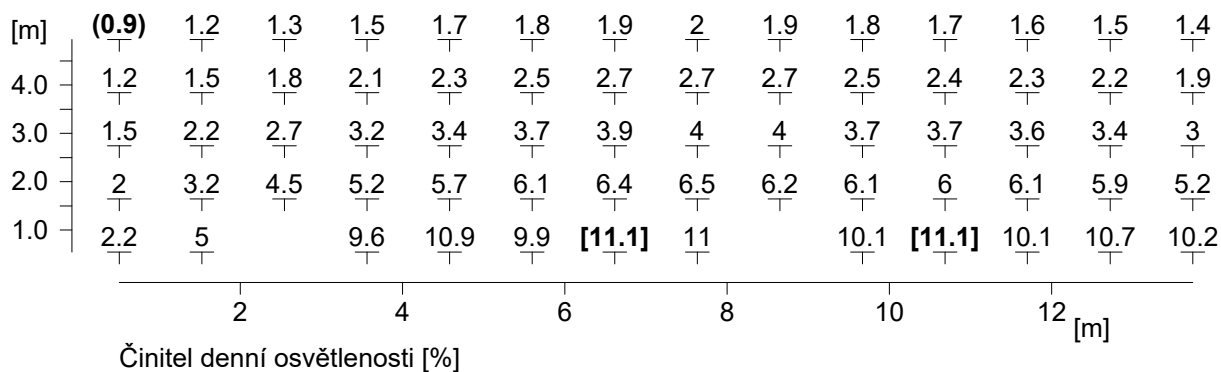 [m] (0.9) 1.2 1.3 1.5 1.7 1.8 1.9 2 1.9 1.8 1.7 1.6 1.5 1.4
4.0 1.2 1.5 1.8 2.1 2.3 2.5 2.7 2.7 2.7 2.5 2.4 2.3 2.2 1.9
3.0 1.5 2.2 2.7 3.2 3.4 3.7 3.9 4 4 3.7 3.7 3.6 3.4 3
2.0 2 3.2 4.5 5.2 5.7 6.1 6.4 6.5 6.2 6.1 6 6.1 5.9 5.2
1.0 2.2 5 9.6 10.9 9.9 [11.1] 11 10.1 [11.1] 10.1 10.7 10.2
2 4 6 8 10 12 [m]
Činitel denní osvětlenosti [%]